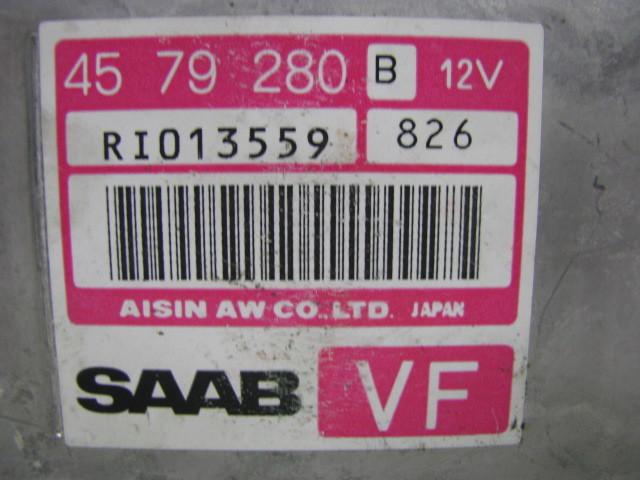 45 79 280 B 12V
RI013559 826
AISIN AW CO.,LTD. JAPAN
SAAB VF